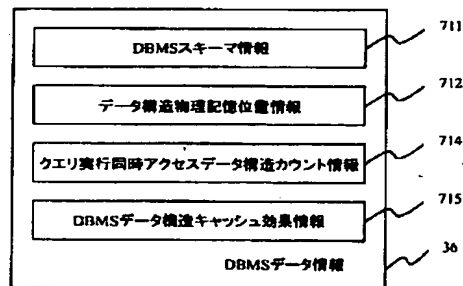 DBMSスキーマ情報
711
データ構造物理記憶位置情報
712
クエリ実行同時アクセスデータ構造カウント情報
714
DBMSデータ構造キャッシュ効果情報
715
DBMSデータ情報
36